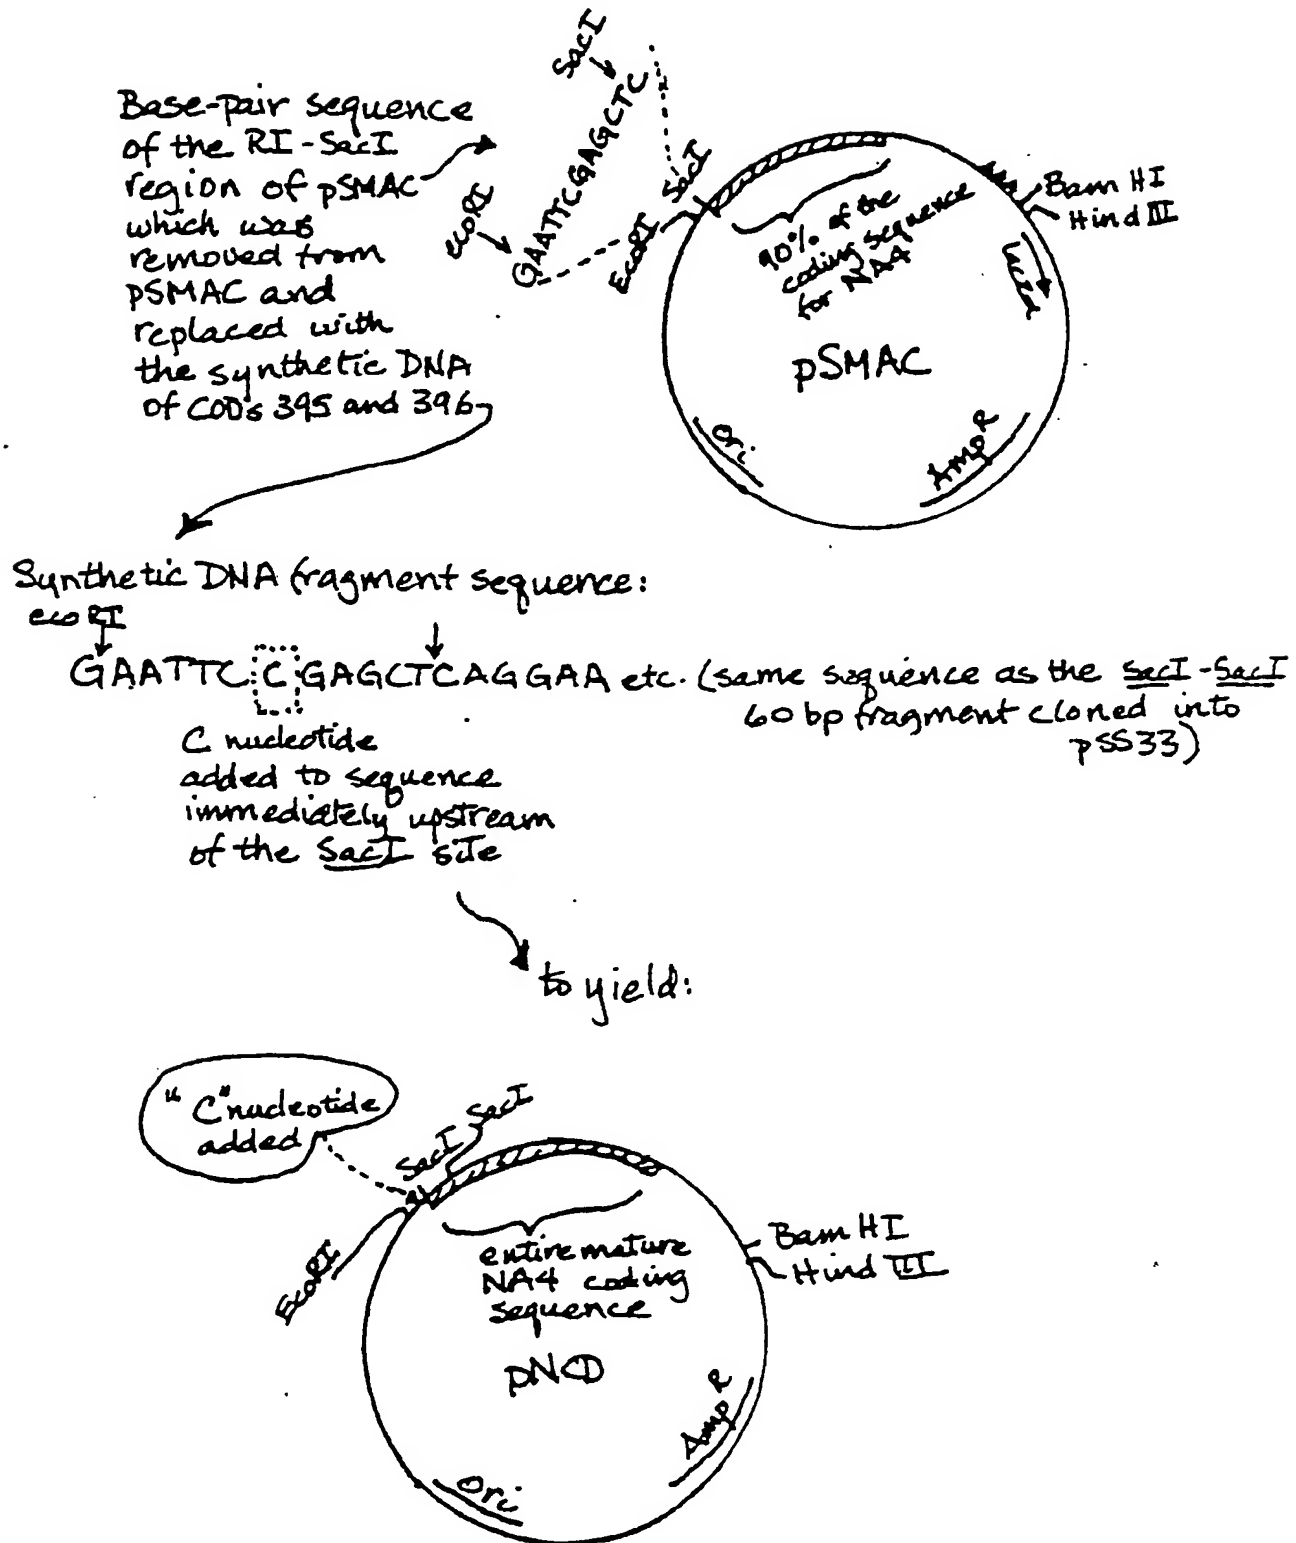 SacI
GAATTCGAGCTC
ecoRI
Base-pair sequence
of the RI-SacI
region of pSMAC
which was
removed from
pSMAC and
replaced with
the synthetic DNA
of COD's 395 and 396
EcoRI
SacI
90% of the
coding sequence
for NA4
Bam HI
Hind III
pSMAC
Ori
AmpR
Synthetic DNA fragment sequence:
ecoRI
GAATTC C GAGCTCAGGAA etc. (same sequence as the SacI-SacI
60 bp fragment cloned into
pSS33)
C nucleotide
added to sequence
immediately upstream
of the SacI site
to yield:
"C" nucleotide
added
SacI
SacI
EcoRI
entire mature
NA4 coding
sequence
Bam HI
Hind III
pNCD
AmpR
Ori